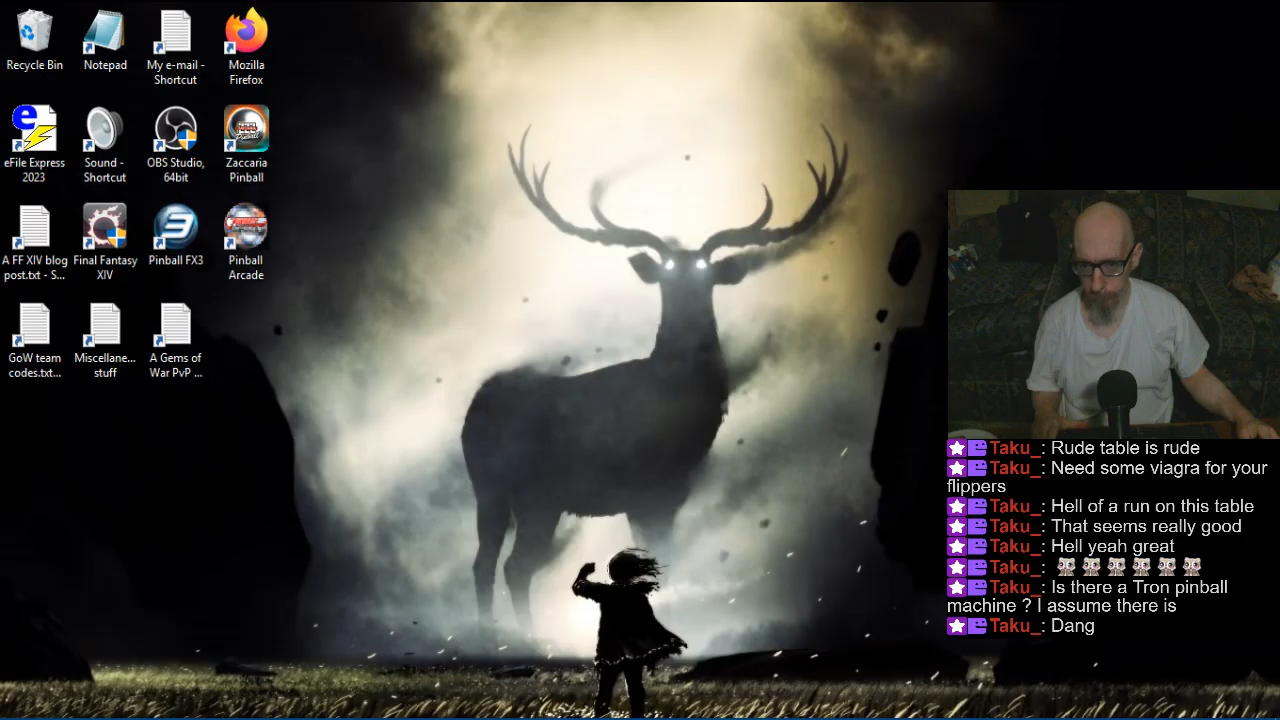 Recycle Bin
Notepad
My e-mail -
Shortcut
Mozilla
Firefox
eFile Express
2023
Sound -
Shortcut
OBS Studio,
64bit
Zaccaria
Pinball
A FF XIV blog
post.txt - S...
Final Fantasy
XIV
Pinball FX3
Pinball
Arcade
GoW team
codes.txt...
Miscellane...
stuff
A Gems of
War PvP ...
Taku_: Rude table is rude
Taku_: Need some viagra for your
flippers
Taku_: Hell of a run on this table
Taku_: That seems really good
Taku_: Hell yeah great
Taku_:
Taku_: Is there a Tron pinball
machine ? I assume there is
Taku_: Dang